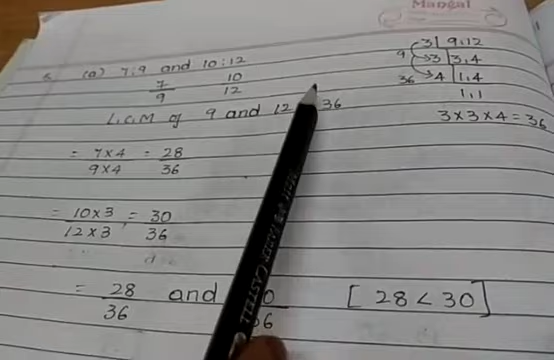 Mangal
(a) 7:9 and 10:12
7/9 10/12
L.C.M of 9 and 12 36
3 | 9, 12
9 → 3 | 3, 4
36 → 4 | 1, 4
1, 1
3 × 3 × 4 = 36
= 7×4 / 9×4 = 28/36
= 10×3 / 12×3 = 30/36
= 28/36 and
[28 < 30]